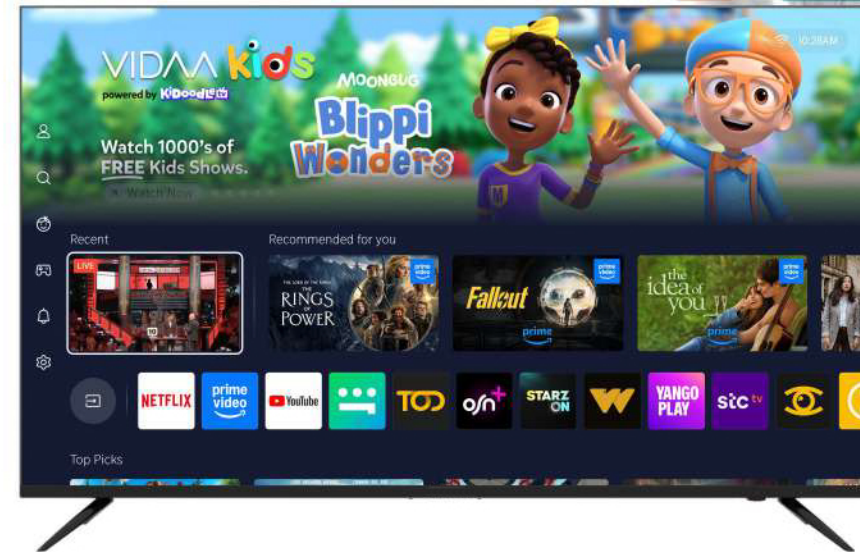 VIDAA kids
powered by KiDoodle.TV
MOONBUG
Blippi
Wonders
10:28AM
Watch 1000's of
FREE Kids Shows.
Watch Now
Recent
Recommended for you
LIVE
10
THE LORD OF THE RINGS
RINGS
OF
POWER
prime video
Fallout
prime
prime video
the
idea of
you
prime
prime video
NETFLIX
prime video
YouTube
TOD
osn+
STARZ ON
W
YANGO PLAY
stc tv
Top Picks